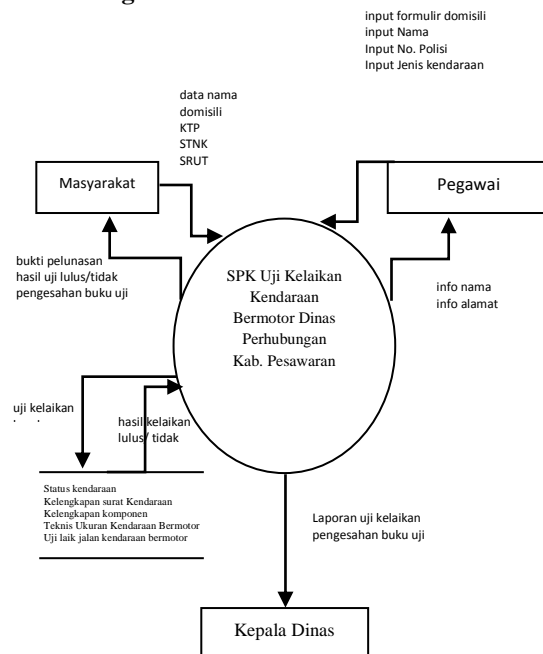 input formulir domisili
input Nama
Input No. Polisi
Input Jenis kendaraan
data nama
domisili
KTP
STNK
SRUT
Masyarakat
Pegawai
bukti pelunasan
hasil uji lulus/tidak
pengesahan buku uji
SPK Uji Kelaikan
Kendaraan
Bermotor Dinas
Perhubungan
Kab. Pesawaran
info nama
info alamat
uji kelaikan
hasil kelaikan
lulus/ tidak
Status kendaraan
Kelengkapan surat Kendaraan
Kelengkapan komponen
Teknis Ukuran Kendaraan Bermotor
Uji laik jalan kendaraan bermotor
Laporan uji kelaikan
pengesahan buku uji
Kepala Dinas